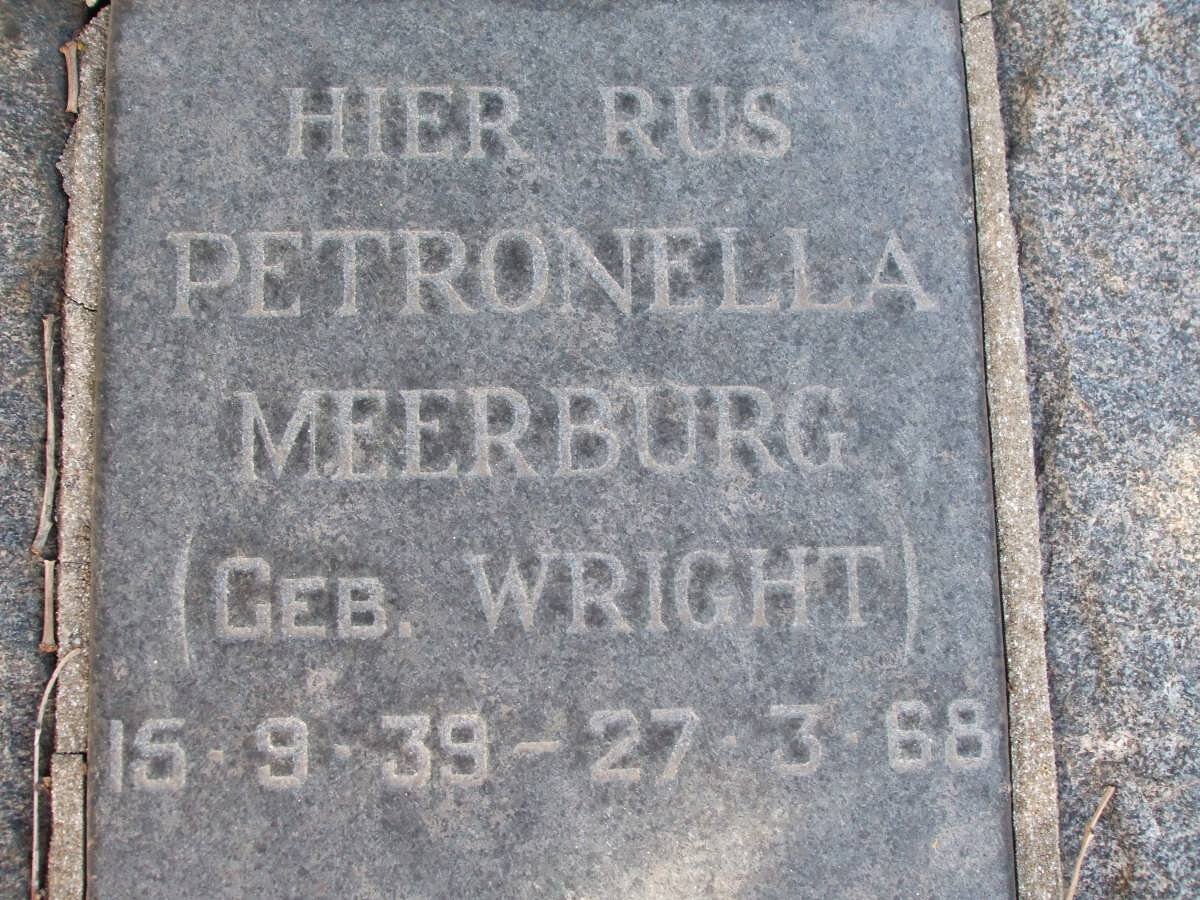 HIER RUS
PETRONELLA
MEERBURG
(GEB. WRIGHT)
15·9·39 – 27·3·68